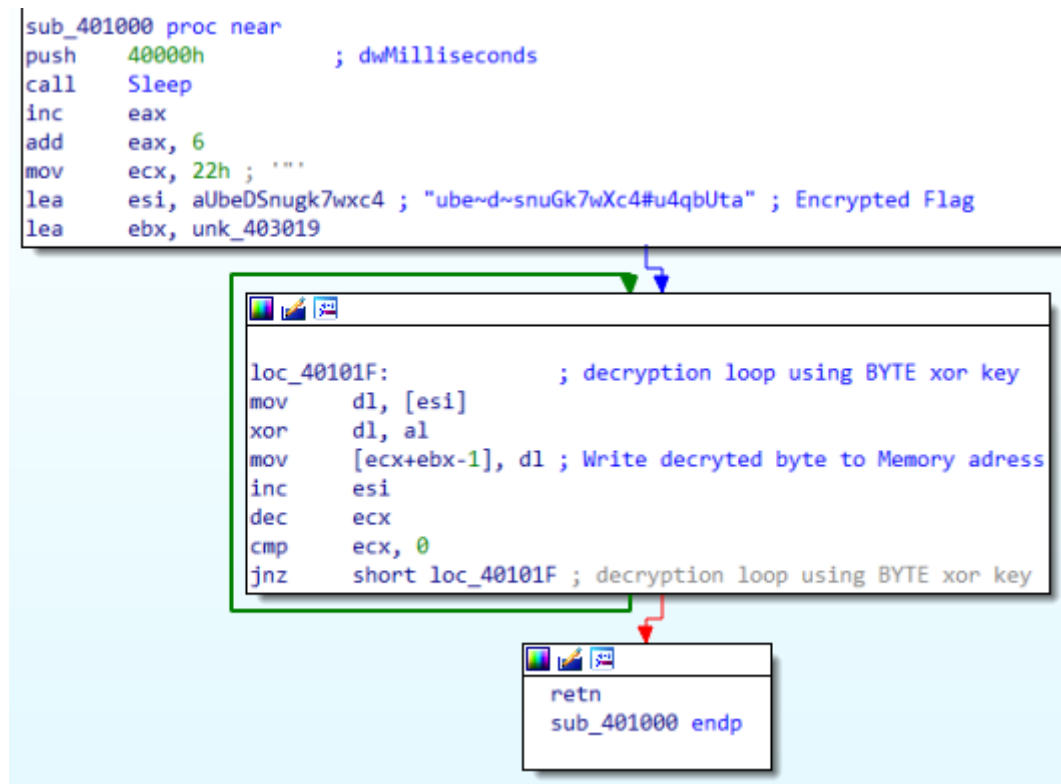 sub_401000 proc near
push 40000h ; dwMilliseconds
call Sleep
inc eax
add eax, 6
mov ecx, 22h ; '"'
lea esi, aUbeDSnugk7wxc4 ; "ube~d~snuGk7wXc4#u4qbUta" ; Encrypted Flag
lea ebx, unk_403019
loc_40101F: ; decryption loop using BYTE xor key
mov dl, [esi]
xor dl, al
mov [ecx+ebx-1], dl ; Write decryted byte to Memory adress
inc esi
dec ecx
cmp ecx, 0
jnz short loc_40101F ; decryption loop using BYTE xor key
retn
sub_401000 endp